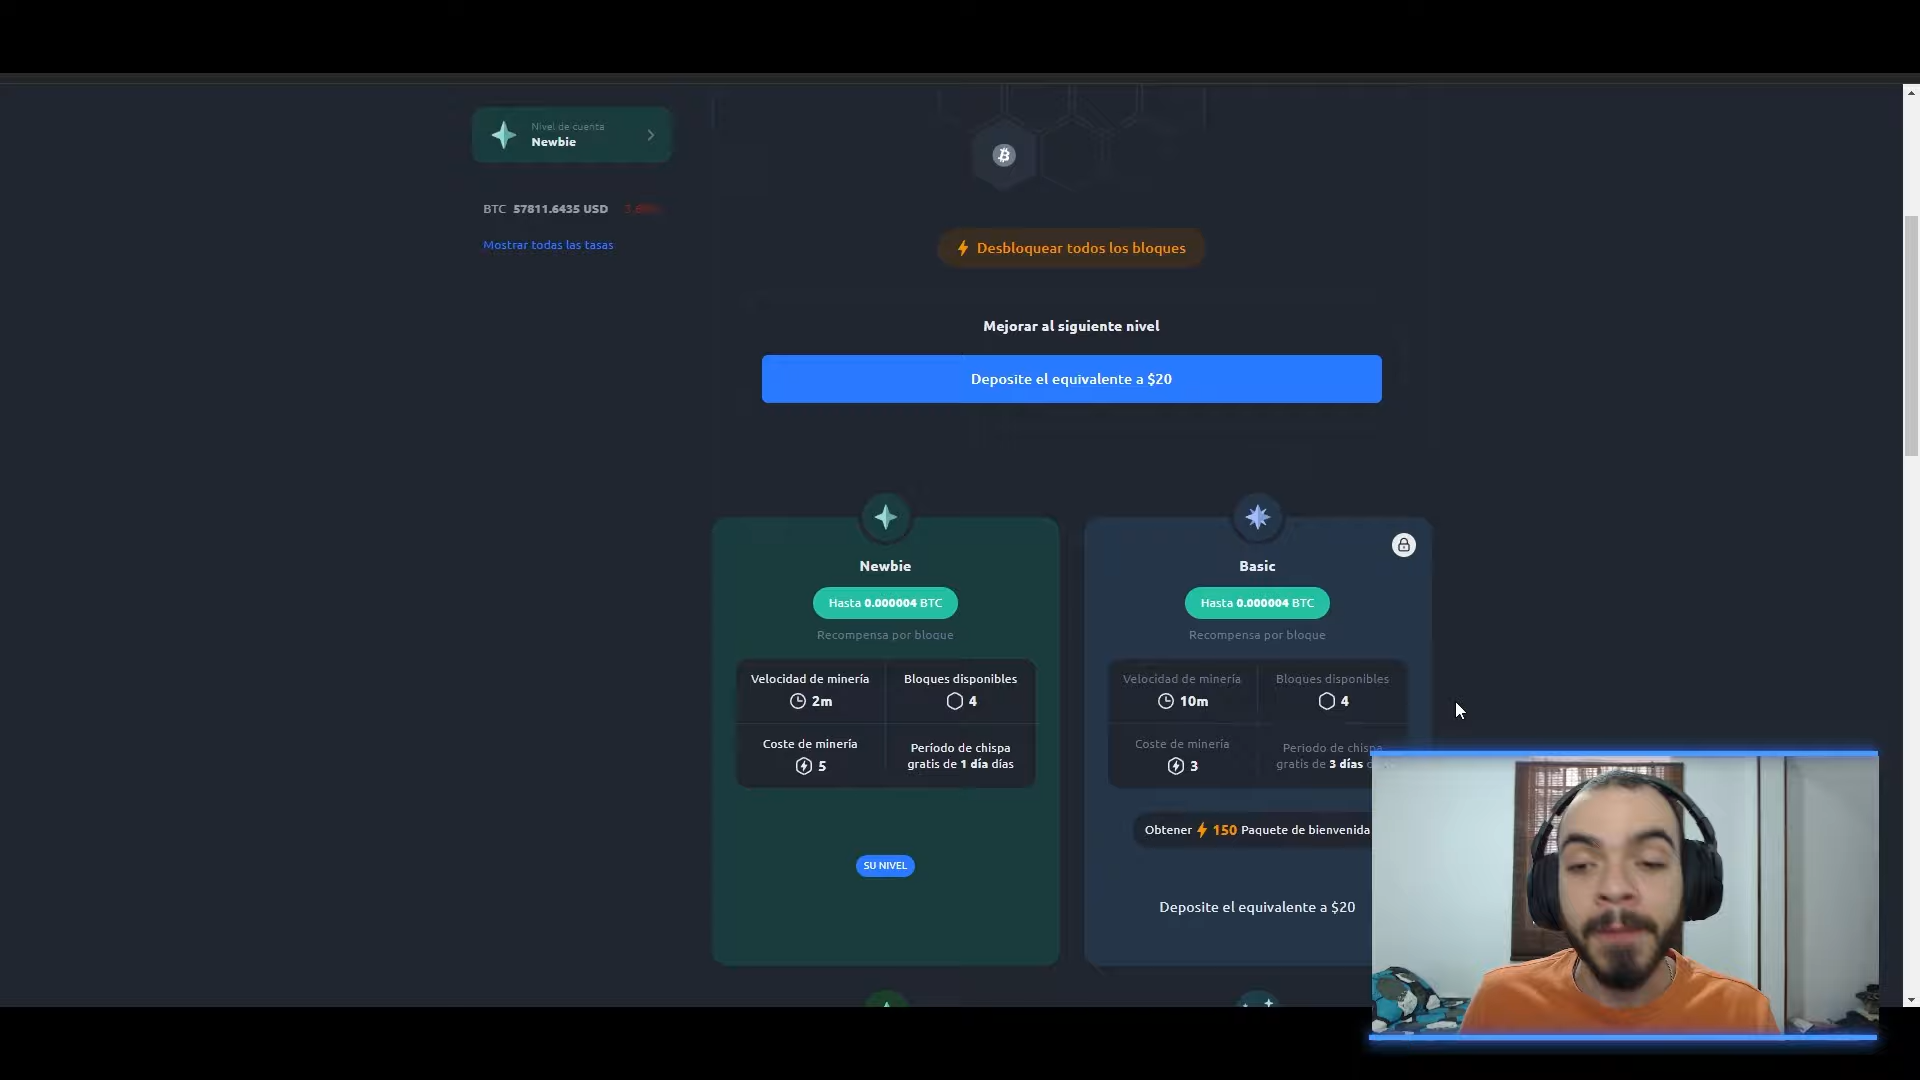 Nivel de cuenta
Newbie
BTC 57811.6435 USD
Mostrar todas las tasas
Desbloquear todos los bloques
Mejorar al siguiente nivel
Deposite el equivalente a $20
Newbie
Hasta 0.000004 BTC
Recompensa por bloque
Velocidad de minería
2m
Bloques disponibles
4
Coste de minería
5
Período de chispa
gratis de 1 día días
SU NIVEL
Basic
Hasta 0.000004 BTC
Recompensa por bloque
Velocidad de minería
10m
Bloques disponibles
4
Coste de minería
3
Periodo de chispa
gratis de 3 días
Obtener 150 Paquete de bienvenida
Deposite el equivalente a $20